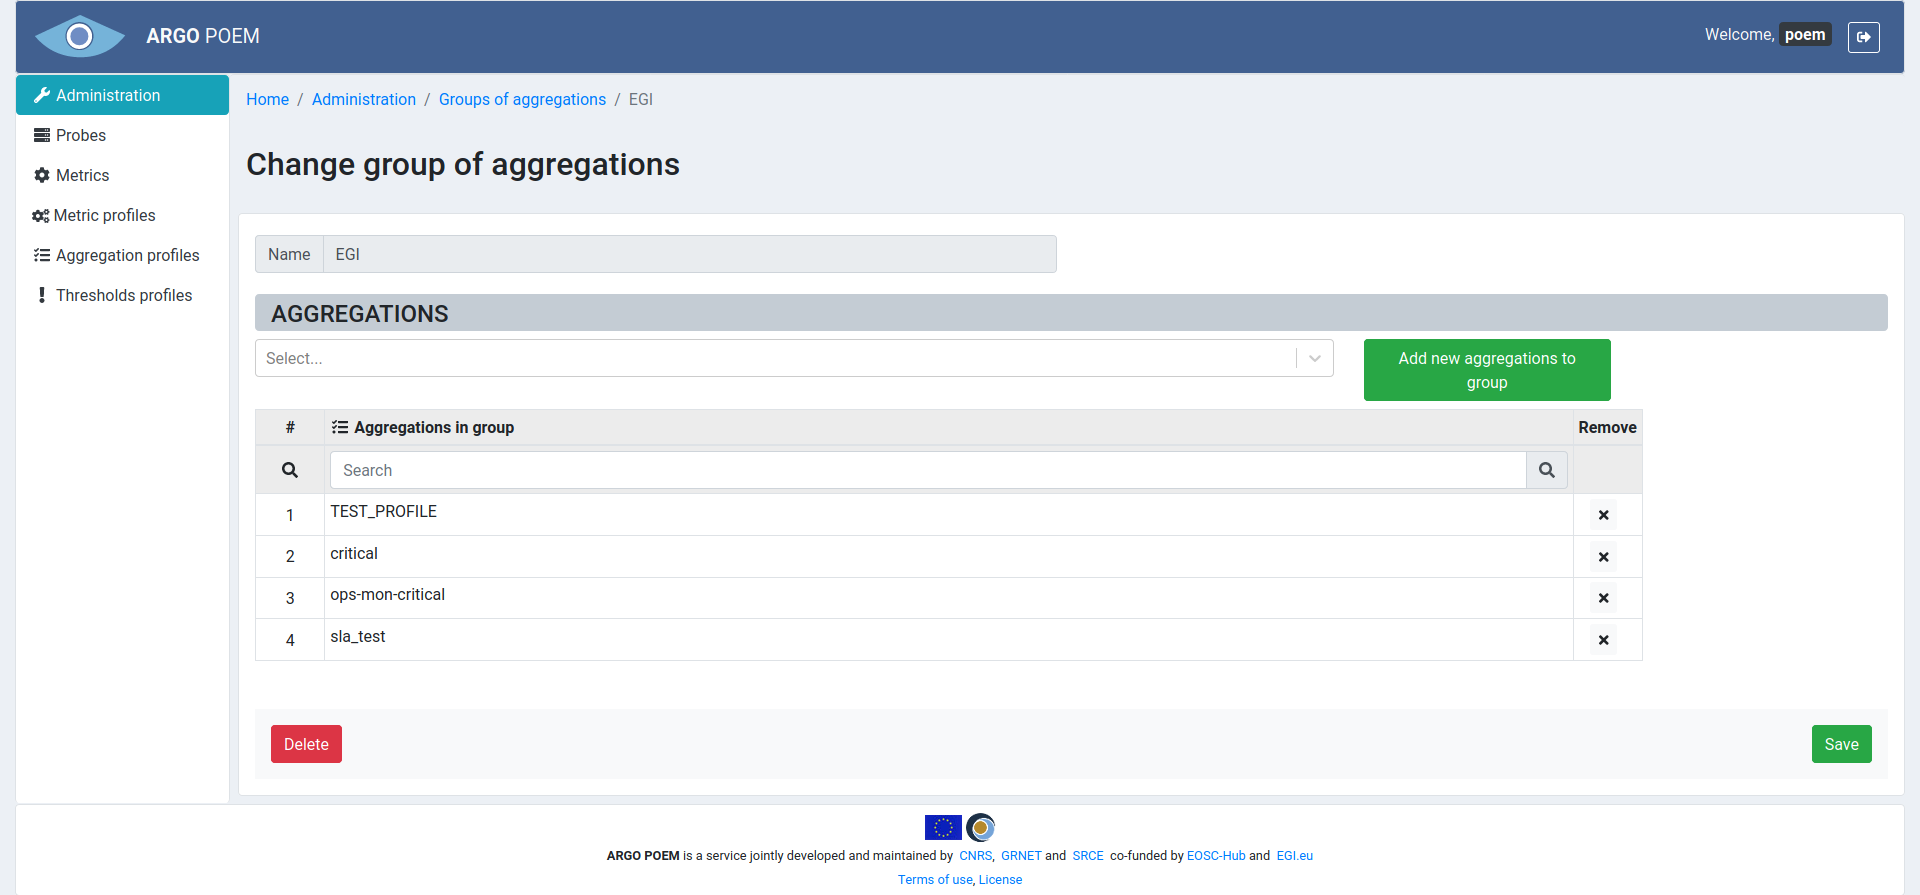 ARGO POEM
Welcome, poem
Administration
Probes
Metrics
Metric profiles
Aggregation profiles
Thresholds profiles
Home / Administration / Groups of aggregations / EGI
Change group of aggregations
Name EGI
AGGREGATIONS
Select...
Add new aggregations to
group
# Aggregations in group Remove
Search
1 TEST_PROFILE
2 critical
3 ops-mon-critical
4 sla_test
Delete Save
ARGO POEM is a service jointly developed and maintained by CNRS, GRNET and SRCE co-funded by EOSC-Hub and EGI.eu
Terms of use, License